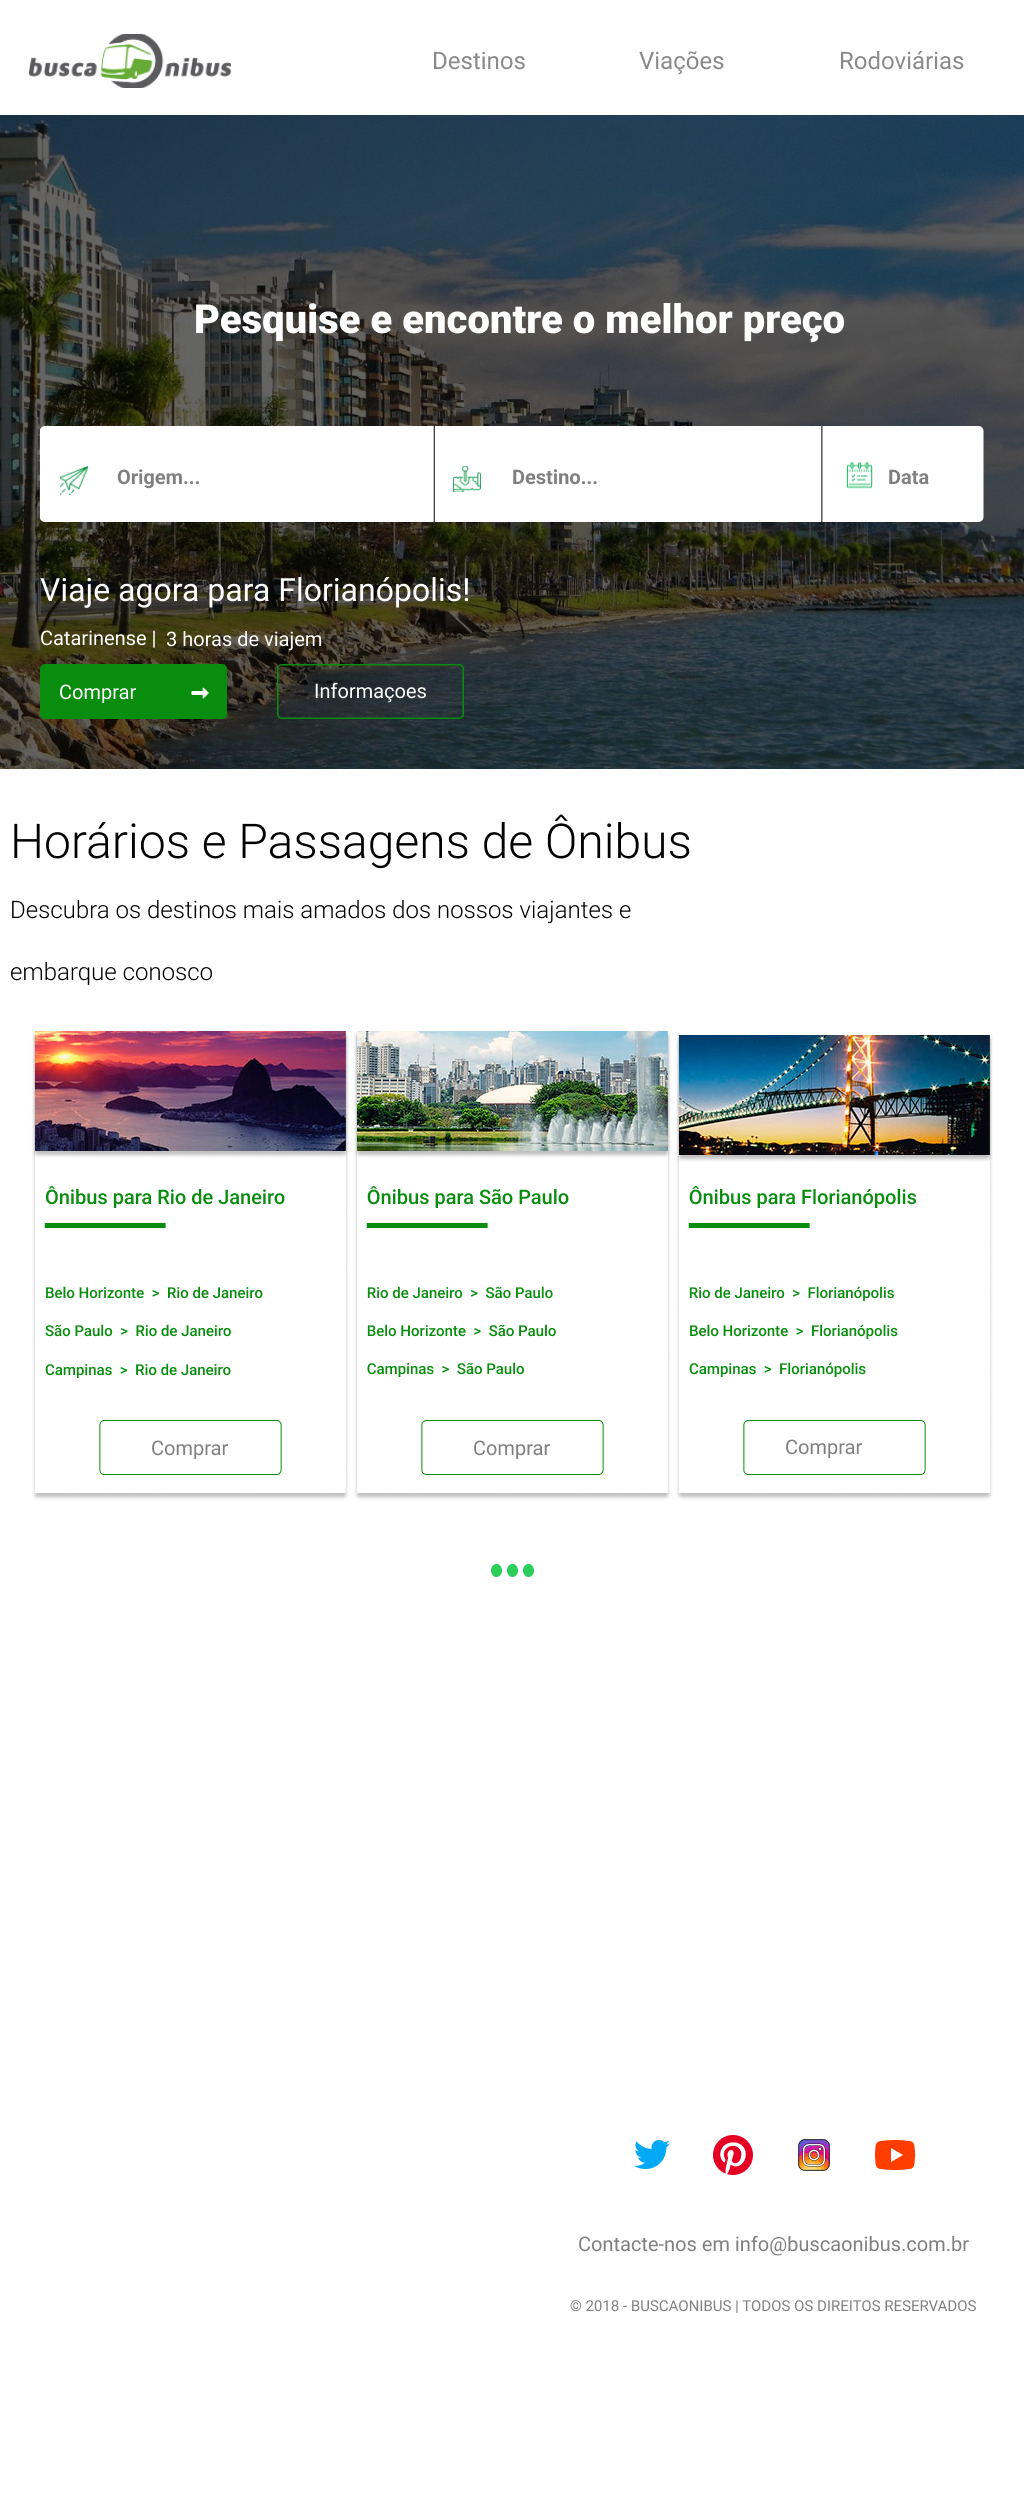 busca nibus
Destinos
Viações
Rodoviárias
Pesquise e encontre o melhor preço
Origem...
Destino...
Data
Viaje agora para Florianópolis!
Catarinense | 3 horas de viajem
Comprar
Informaçoes
Horários e Passagens de Ônibus
Descubra os destinos mais amados dos nossos viajantes e
embarque conosco
Ônibus para Rio de Janeiro
Belo Horizonte > Rio de Janeiro
São Paulo > Rio de Janeiro
Campinas > Rio de Janeiro
Comprar
Ônibus para São Paulo
Rio de Janeiro > São Paulo
Belo Horizonte > São Paulo
Campinas > São Paulo
Comprar
Ônibus para Florianópolis
Rio de Janeiro > Florianópolis
Belo Horizonte > Florianópolis
Campinas > Florianópolis
Comprar
Contacte-nos em info@buscaonibus.com.br
© 2018 - BUSCAONIBUS | TODOS OS DIREITOS RESERVADOS